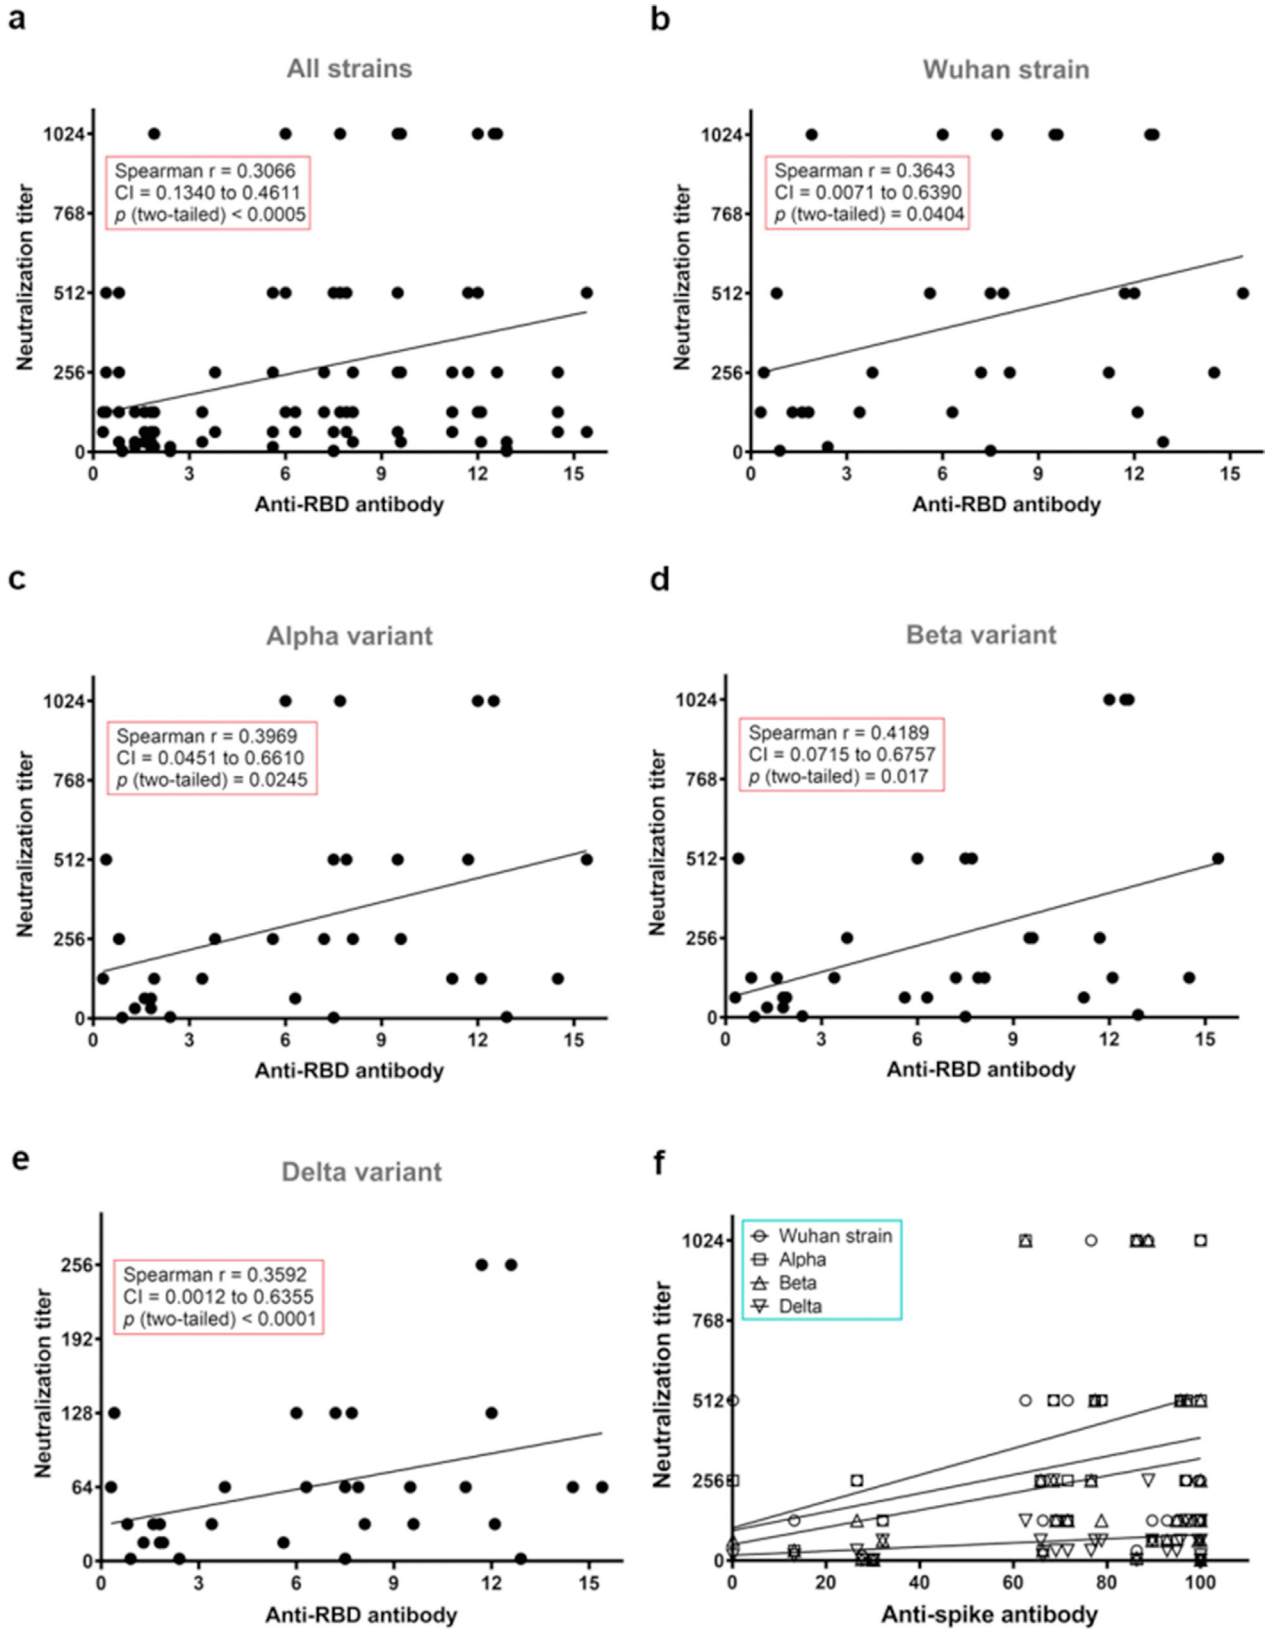 a
All strains
Neutralization titer
1024
768
512
256
0
Spearman r = 0.3066
CI = 0.1340 to 0.4611
p (two-tailed) < 0.0005
0 3 6 9 12 15
Anti-RBD antibody
b
Wuhan strain
Neutralization titer
1024
768
512
256
0
Spearman r = 0.3643
CI = 0.0071 to 0.6390
p (two-tailed) = 0.0404
0 3 6 9 12 15
Anti-RBD antibody
c
Alpha variant
Neutralization titer
1024
768
512
256
0
Spearman r = 0.3969
CI = 0.0451 to 0.6610
p (two-tailed) = 0.0245
0 3 6 9 12 15
Anti-RBD antibody
d
Beta variant
Neutralization titer
1024
768
512
256
0
Spearman r = 0.4189
CI = 0.0715 to 0.6757
p (two-tailed) = 0.017
0 3 6 9 12 15
Anti-RBD antibody
e
Delta variant
Neutralization titer
256
192
128
64
0
Spearman r = 0.3592
CI = 0.0012 to 0.6355
p (two-tailed) < 0.0001
0 3 6 9 12 15
Anti-RBD antibody
f
Neutralization titer
1024
768
512
256
0
Wuhan strain
Alpha
Beta
Delta
0 20 40 60 80 100
Anti-spike antibody